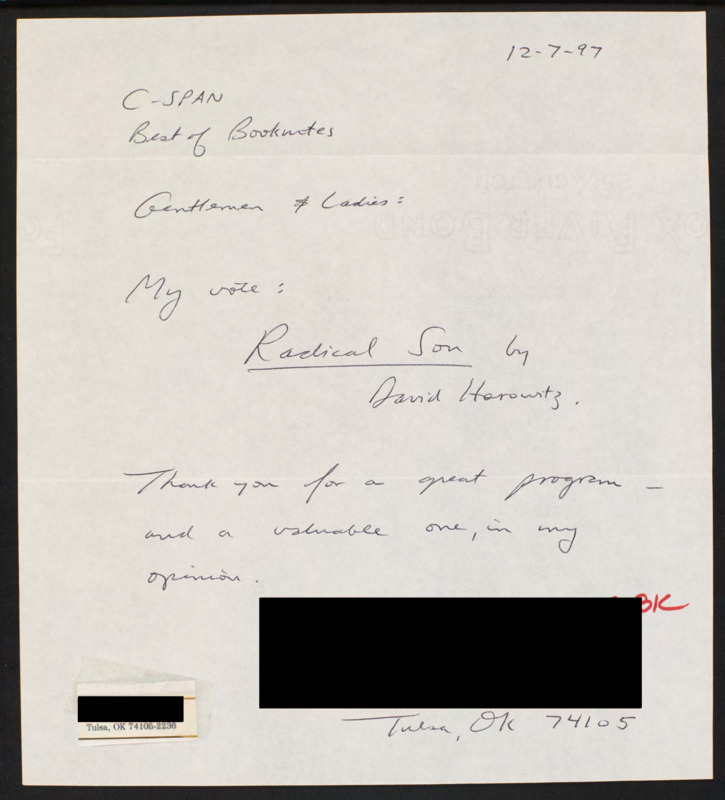 12-7-97
C-SPAN
Best of Booknotes
Gentlemen & Ladies:
My vote:
Radical Son by
David Horowitz.
Thank you for a great program –
and a valuable one, in my
opinion.
BK
Tulsa, OK 74105-2236
Tulsa, OK 74105